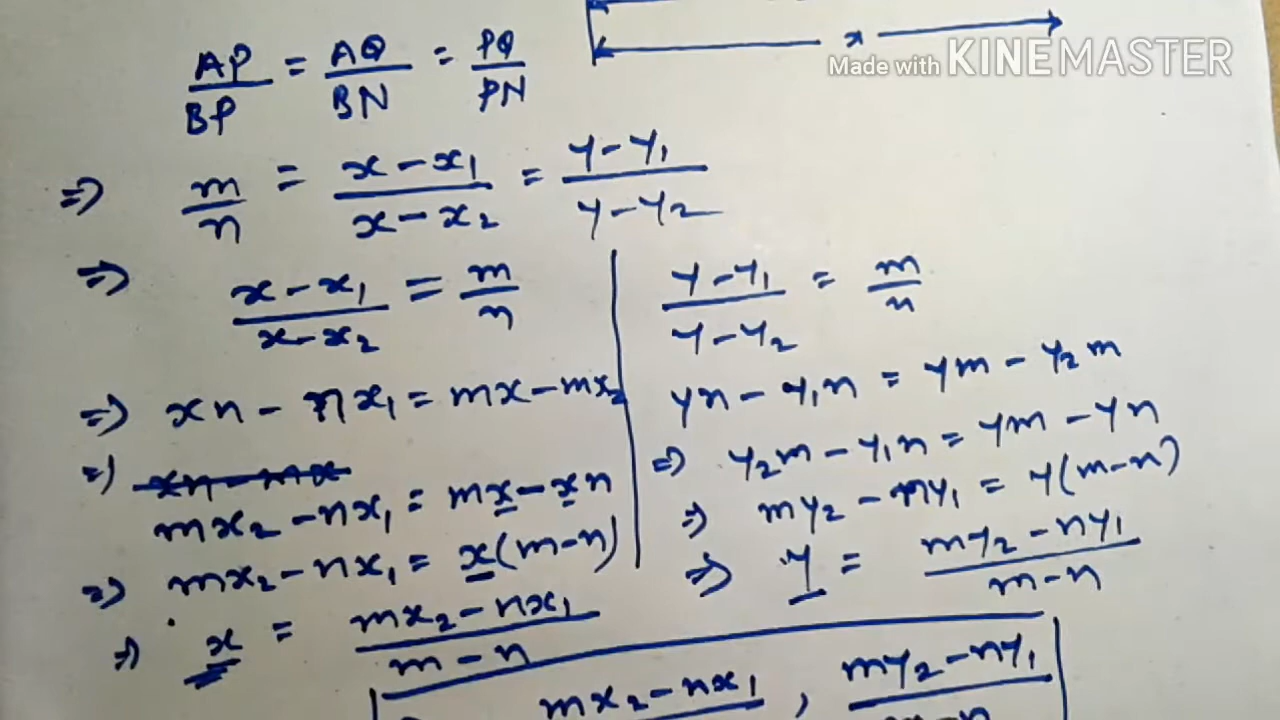 x
Made with KINEMASTER
AP/BP = AQ/BN = PQ/PN
⇒ m/n = x-x₁/x-x₂ = y-y₁/y-y₂
⇒ x-x₁/x-x₂ = m/n
⇒ xn - nx₁ = mx - mx₂
⇒ xn - mx
mx₂ - nx₁ = mx - xn
⇒ mx₂ - nx₁ = x(m-n)
⇒ x = mx₂ - nx₁/m - n
y-y₁/y-y₂ = m/n
yn - y₁n = ym - y₂m
⇒ y₂m - y₁n = ym - yn
⇒ my₂ - ny₁ = y(m-n)
⇒ y = my₂ - ny₁/m-n
mx₂ - nx₁ , my₂ - ny₁/m-n